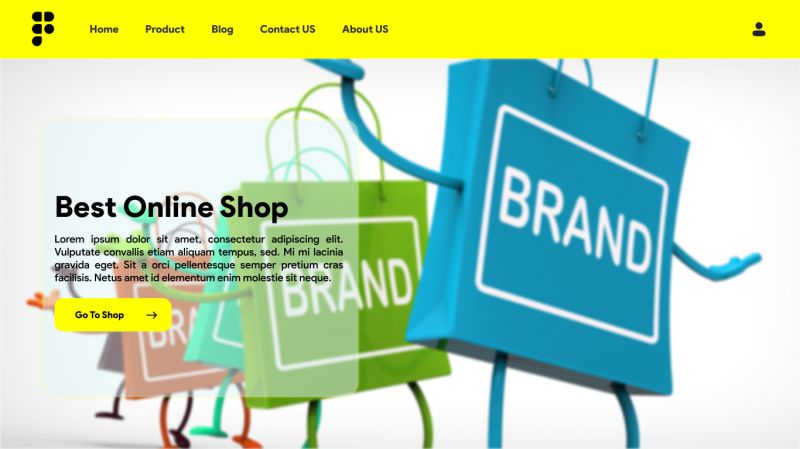 Home Product Blog Contact US About US
BRAND
Best Online Shop
Lorem ipsum dolor sit amet, consectetur adipiscing elit.
Vulputate convallis etiam aliquam tempus, sed. Mi mi lacinia
gravida eget. Sit a orci pellentesque semper pretium cras
facilisis. Netus amet id elementum enim molestie sit neque.
BRAND
Go To Shop